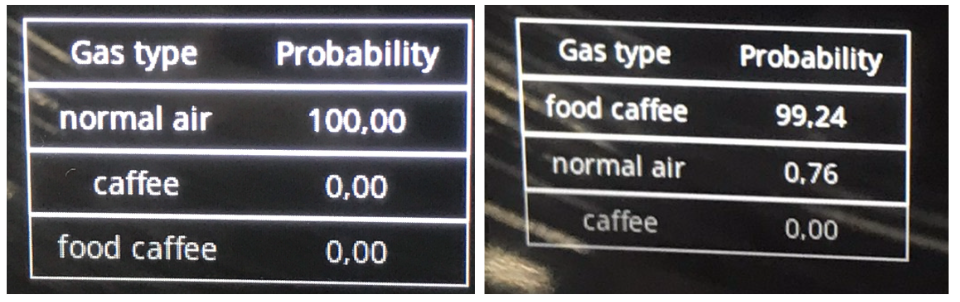 Gas type Probability
normal air 100,00
caffee 0,00
food caffee 0,00
Gas type Probability
food caffee 99,24
normal air 0,76
caffee 0,00